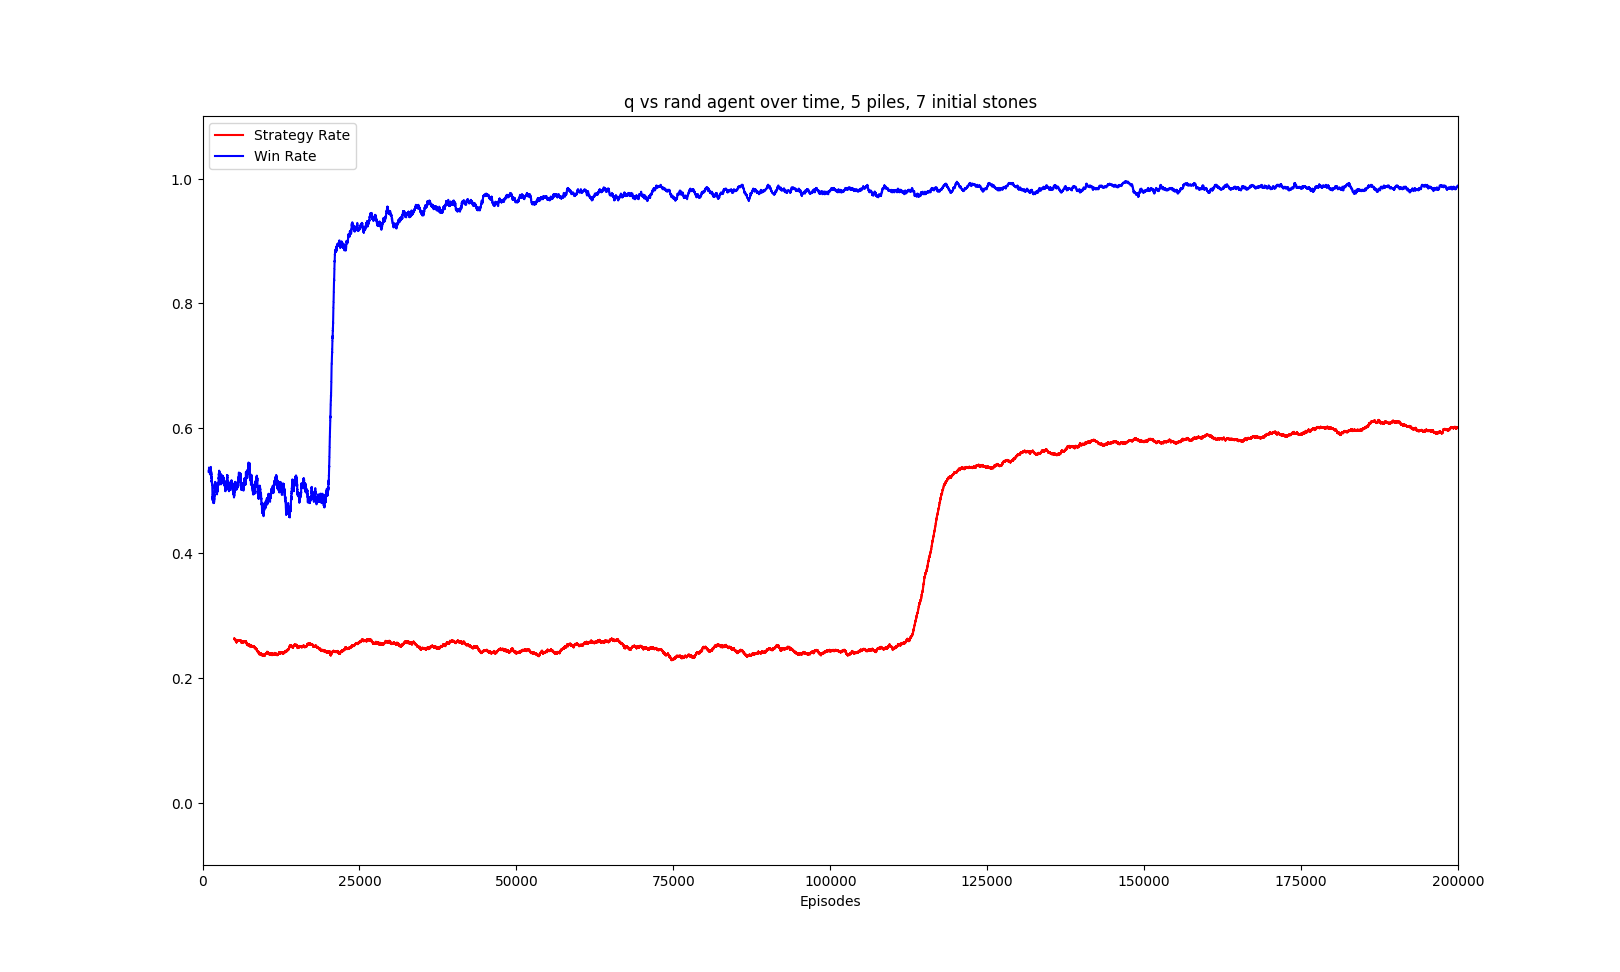 q vs rand agent over time, 5 piles, 7 initial stones
Strategy Rate
Win Rate
1.0
0.8
0.6
0.4
0.2
0.0
0 25000 50000 75000 100000 125000 150000 175000 200000
Episodes